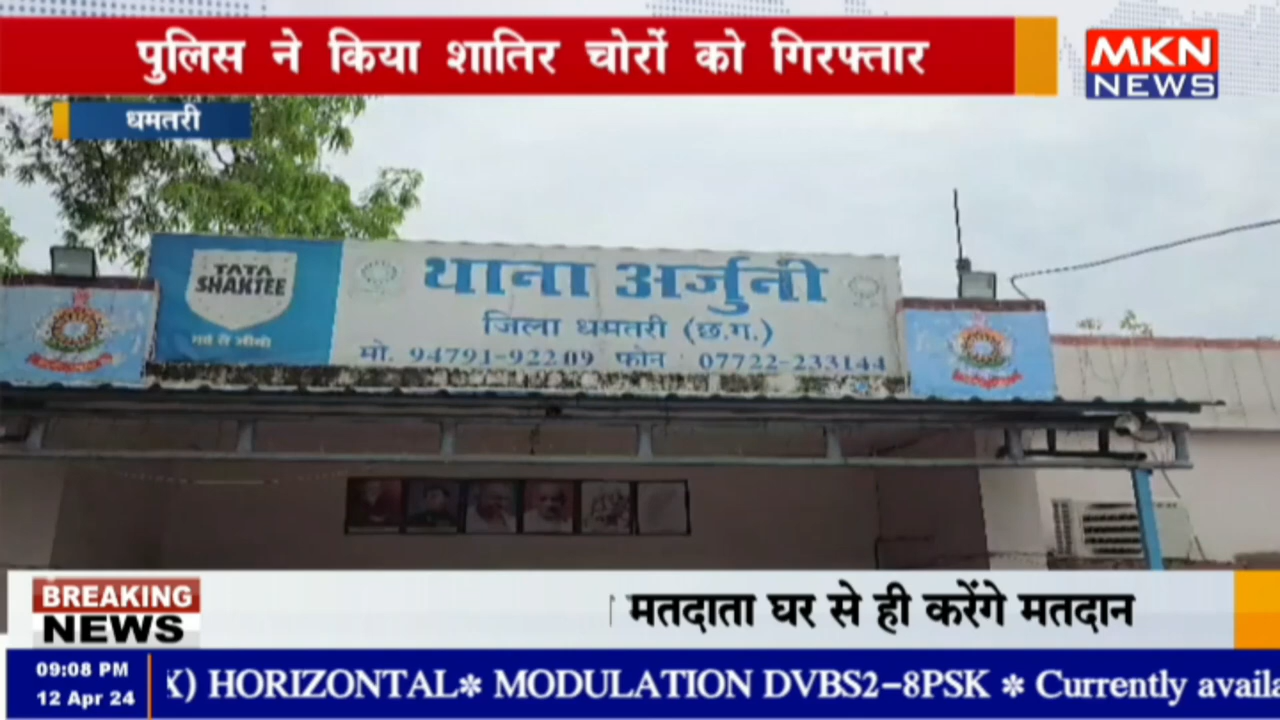 पुलिस ने किया शातिर चोरों को गिरफ्तार
MKN
NEWS
धमतरी
TATA
SHAKTEE
थाना अर्जुनी
जिला धमतरी (छ.ग.)
मो. 94791-92209 फोन : 07722-233144
BREAKING
NEWS
मतदाता घर से ही करेंगे मतदान
09:08 PM
12 Apr 24
K) HORIZONTAL* MODULATION DVBS2-8PSK * Currently availa